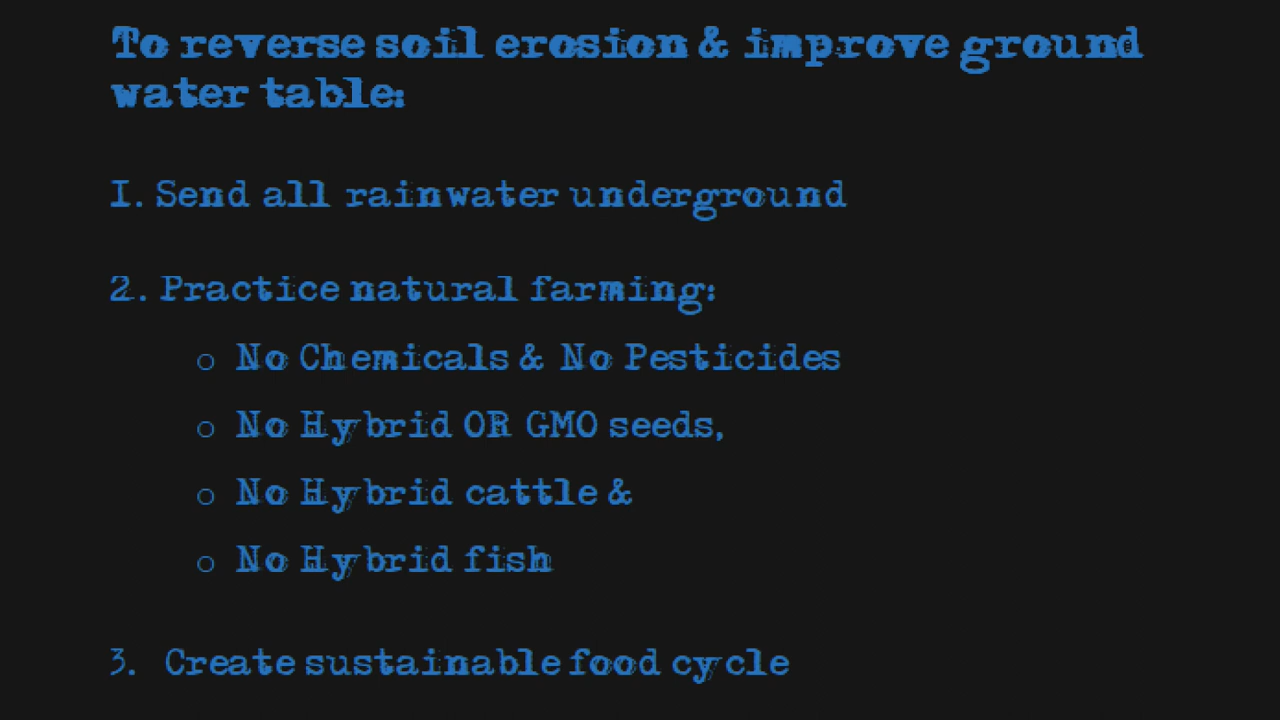 To reverse soil erosion & improve ground
water table:
1. Send all rainwater underground
2. Practice natural farming:
○ No Chemicals & No Pesticides
○ No Hybrid OR GMO seeds,
○ No Hybrid cattle &
○ No Hybrid fish
3. Create sustainable food cycle